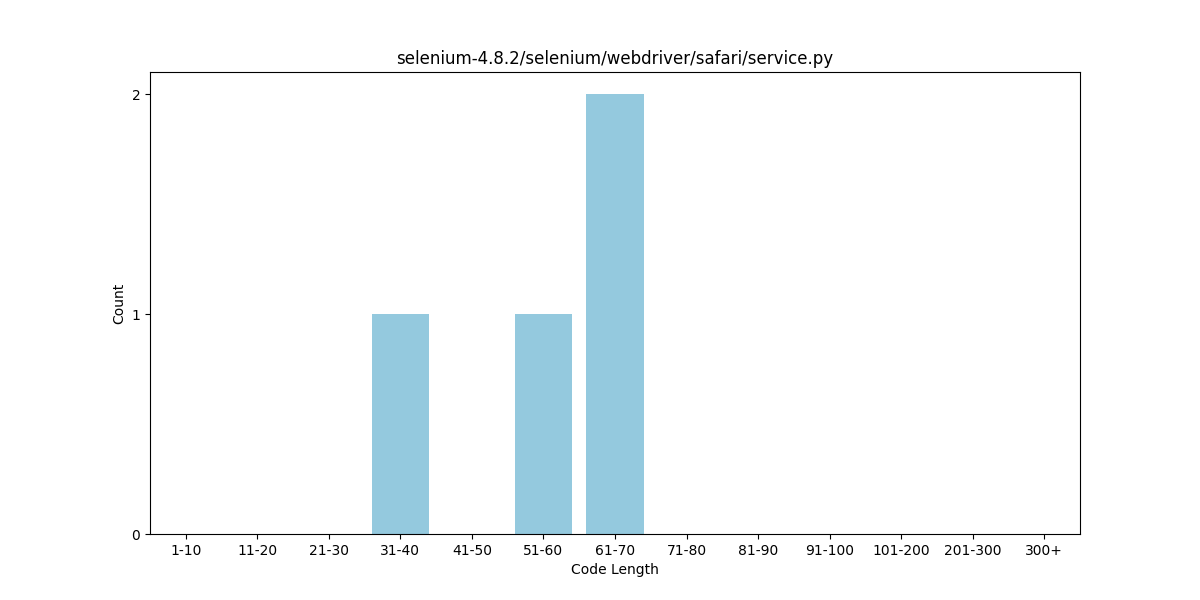 selenium-4.8.2/selenium/webdriver/safari/service.py
Count
2
1
0
1-10 11-20 21-30 31-40 41-50 51-60 61-70 71-80 81-90 91-100 101-200 201-300 300+
Code Length